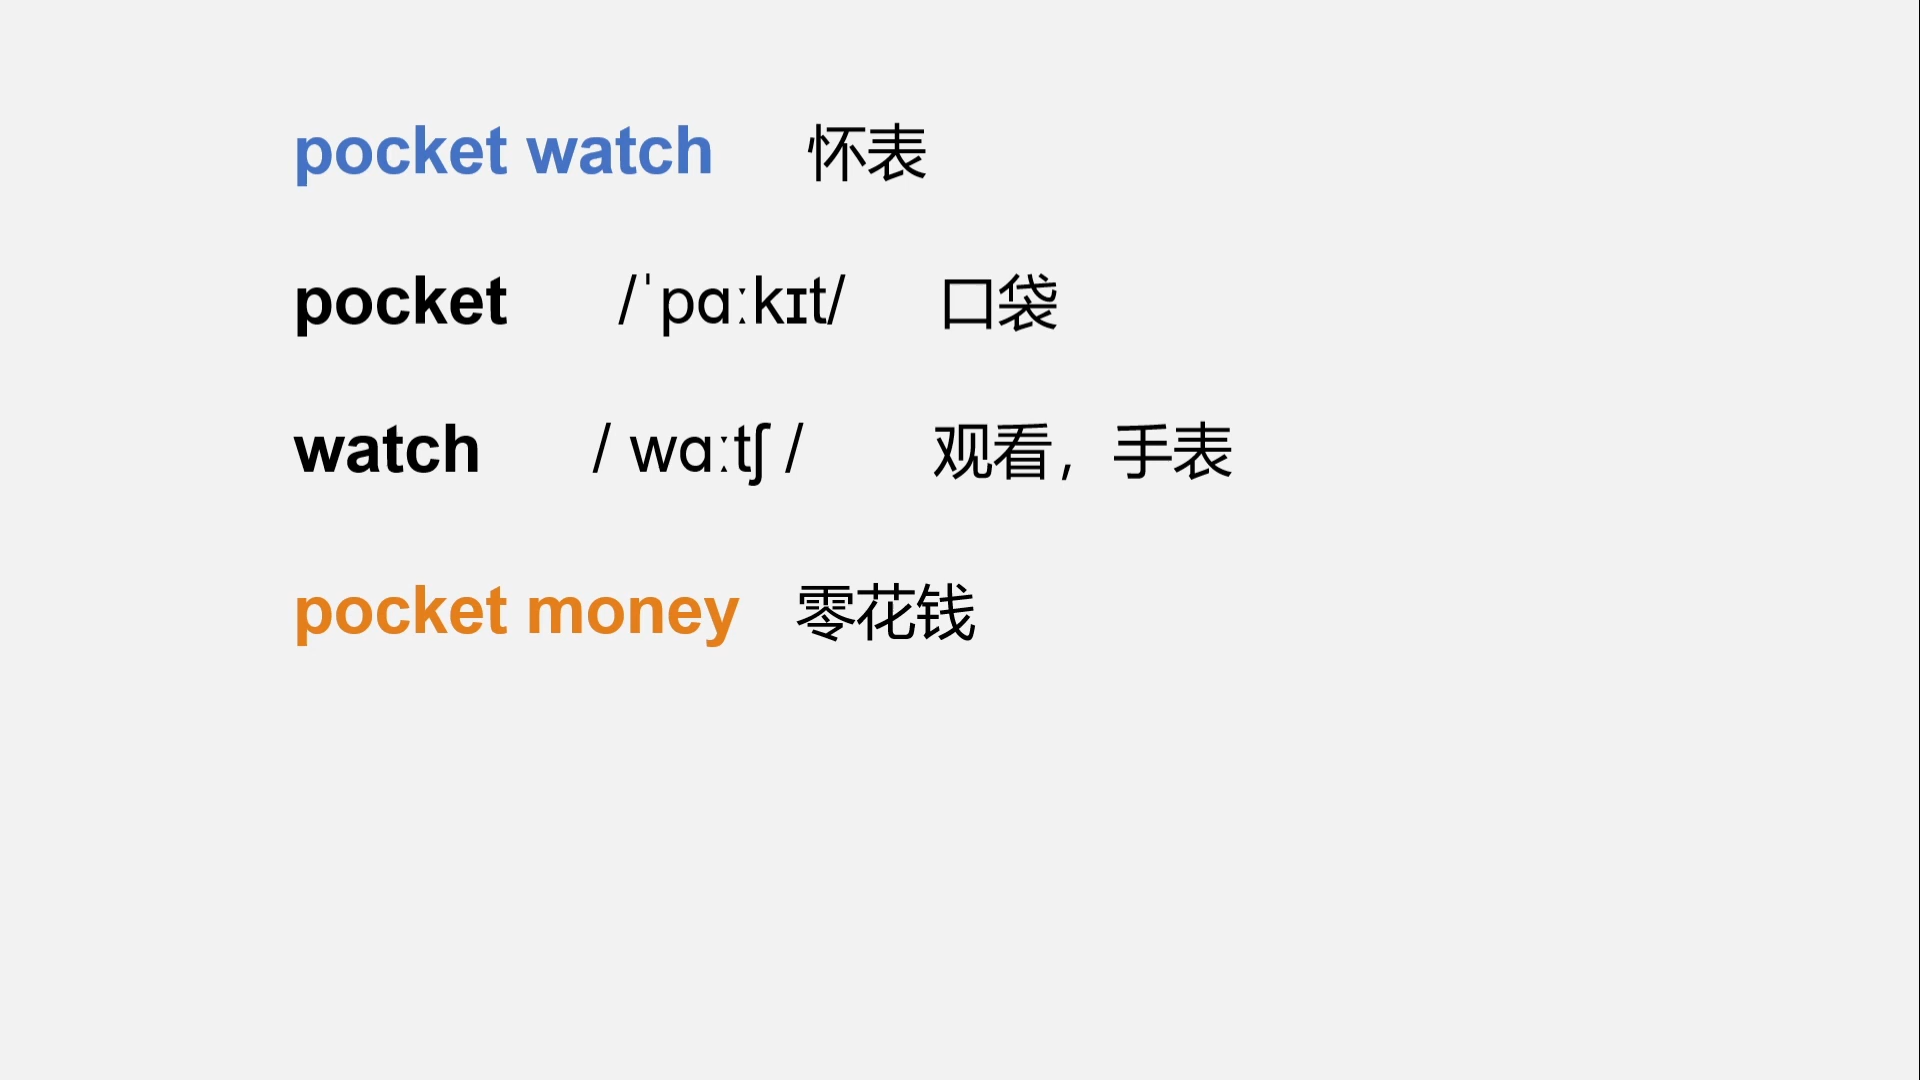 pocket watch 怀表
pocket /ˈpɑːkɪt/ 口袋
watch / wɑːtʃ / 观看，手表
pocket money 零花钱